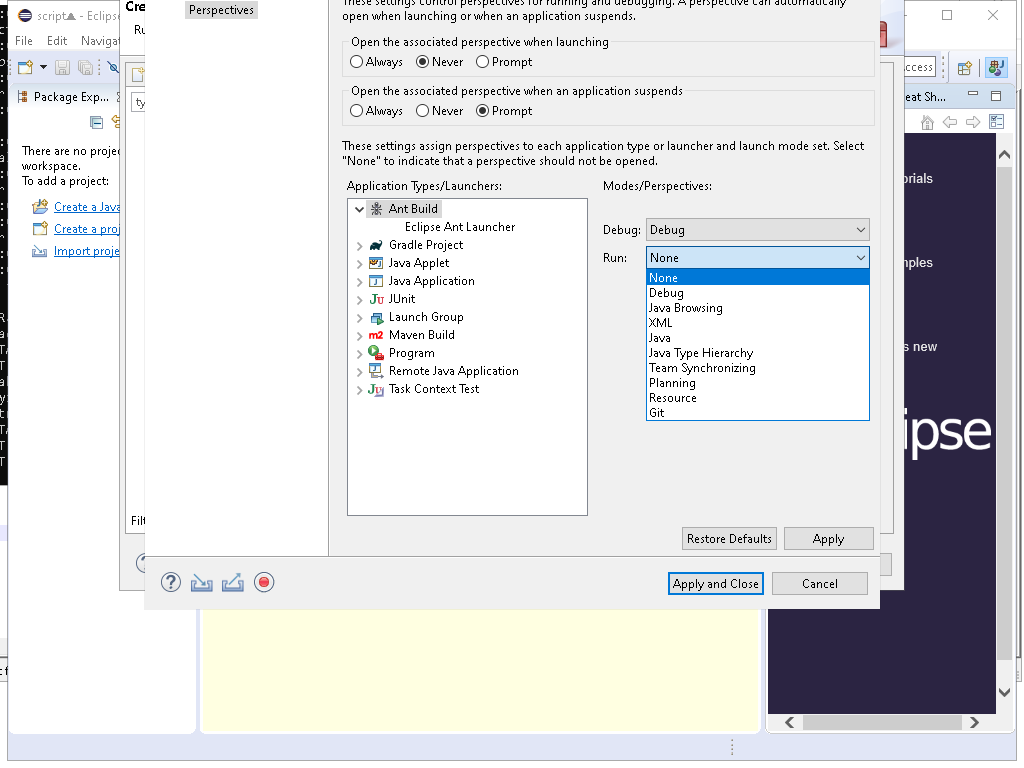 script - Eclipse
File Edit Navigat
Package Exp...
There are no proje
workspace.
To add a project:
Create a Java
Create a proj
Import proje
Cre
Ru
ty
Filt
Perspectives
These settings control perspectives for running and debugging. A perspective can automatically
open when launching or when an application suspends.
Open the associated perspective when launching
Always Never Prompt
Open the associated perspective when an application suspends
Always Never Prompt
These settings assign perspectives to each application type or launcher and launch mode set. Select
"None" to indicate that a perspective should not be opened.
Application Types/Launchers:
Ant Build
Eclipse Ant Launcher
Gradle Project
Java Applet
Java Application
JUnit
Launch Group
Maven Build
Program
Remote Java Application
Task Context Test
Modes/Perspectives:
Debug: Debug
Run: None
None
Debug
Java Browsing
XML
Java
Java Type Hierarchy
Team Synchronizing
Planning
Resource
Git
Restore Defaults Apply
Apply and Close Cancel
ccess
eat Sh...
orials
nples
s new
ipse